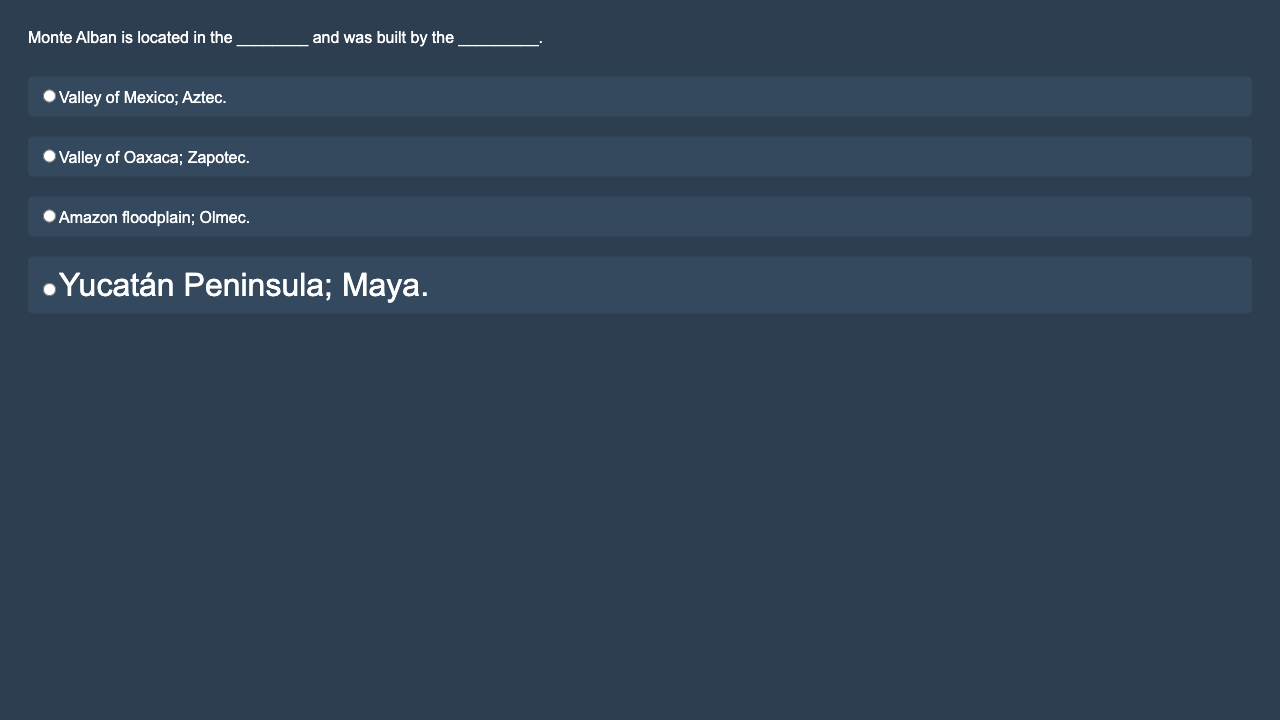 Monte Alban is located in the ________ and was built by the _________.
Valley of Mexico; Aztec.
Valley of Oaxaca; Zapotec.
Amazon floodplain; Olmec.
Yucatán Peninsula; Maya.